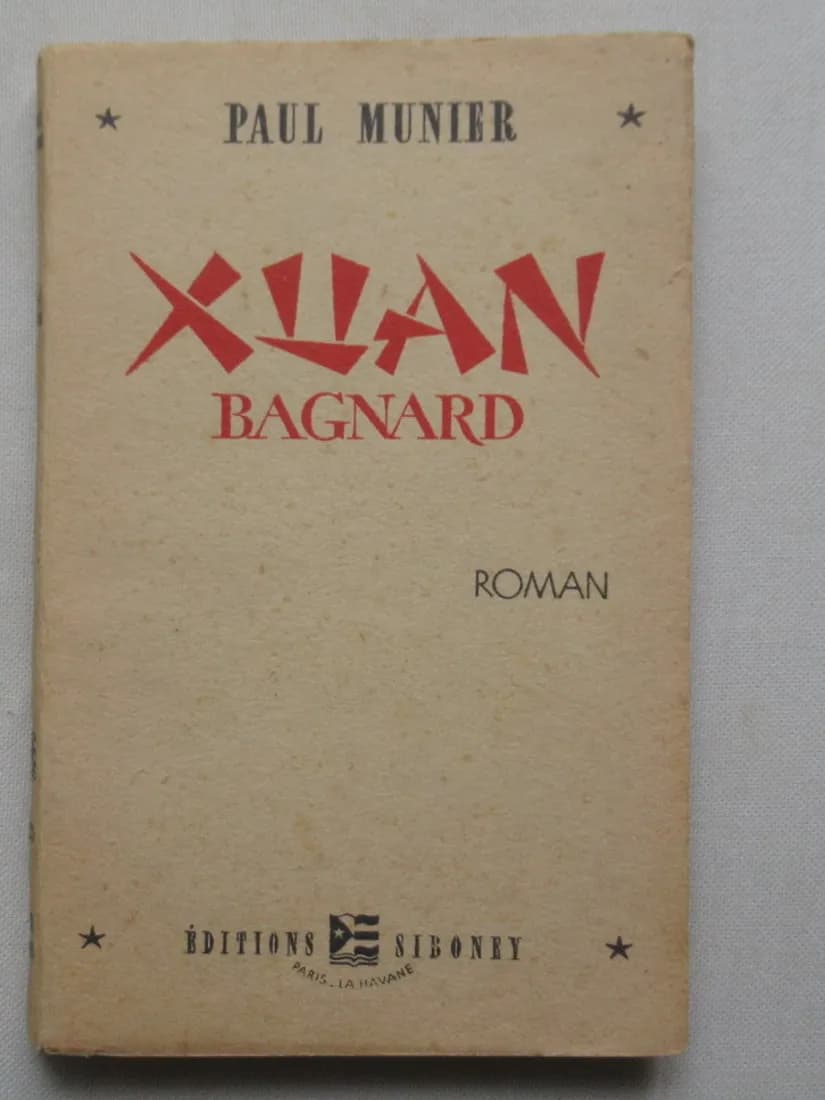 PAUL MUNIER
XUAN
BAGNARD
ROMAN
ÉDITIONS SIBONEY
PARIS - LA HAVANE